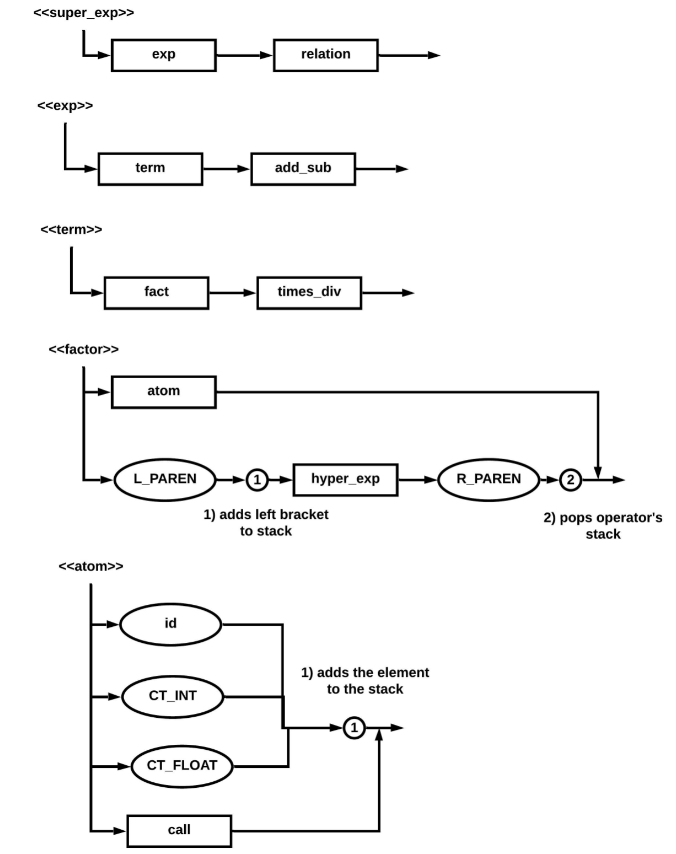 <<super_exp>>
exp
relation
<<exp>>
term
add_sub
<<term>>
fact
times_div
<<factor>>
atom
L_PAREN
1
hyper_exp
R_PAREN
2
1) adds left bracket
to stack
2) pops operator's
stack
<<atom>>
id
1) adds the element
to the stack
CT_INT
1
CT_FLOAT
call